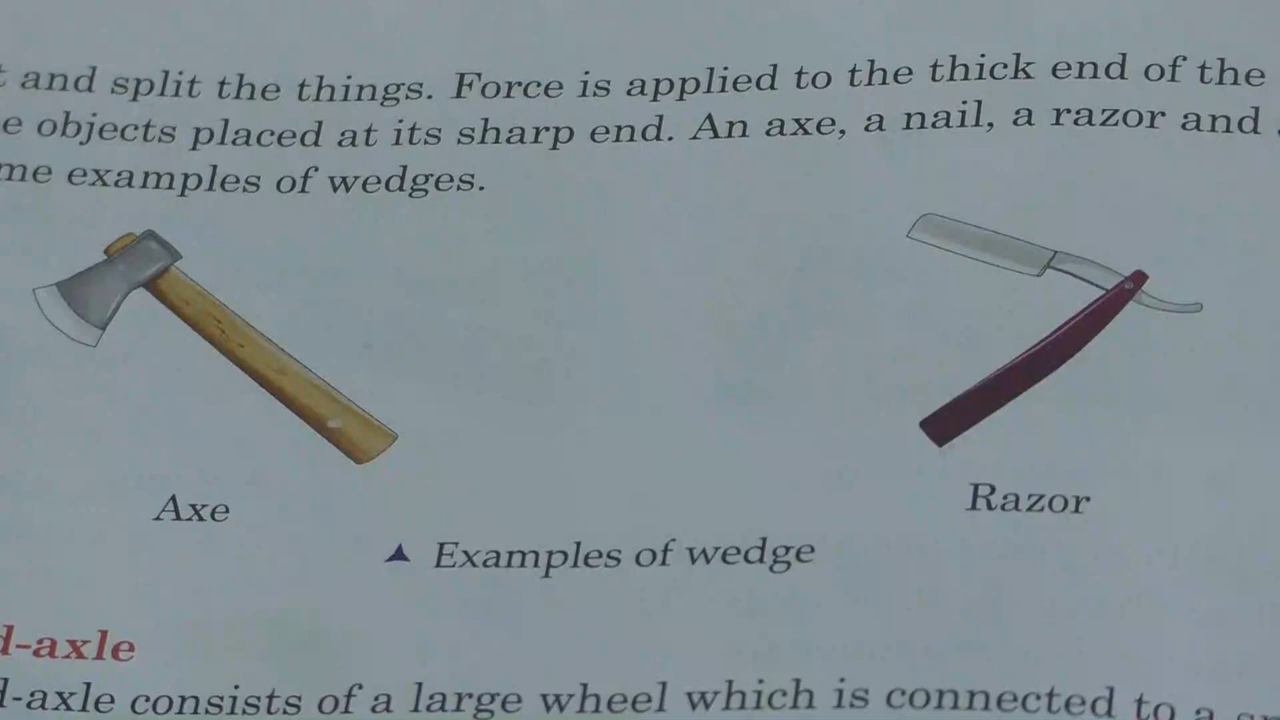 and split the things. Force is applied to the thick end of the
e objects placed at its sharp end. An axe, a nail, a razor and
me examples of wedges.
Axe
Razor
Examples of wedge
d-axle
d-axle consists of a large wheel which is connected to a